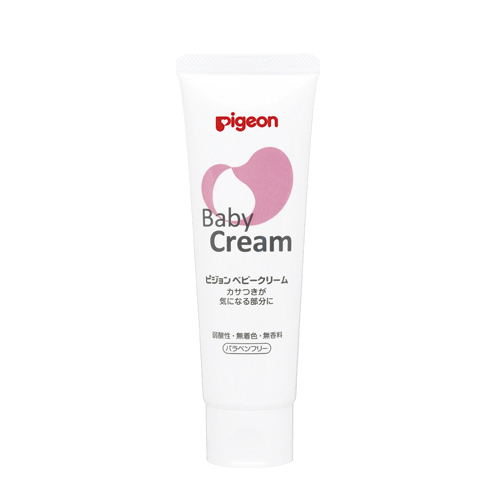 pigeon
Baby
Cream
ピジョン ベビークリーム
カサつきが
気になる部分に
弱酸性・無着色・無香料
パラベンフリー